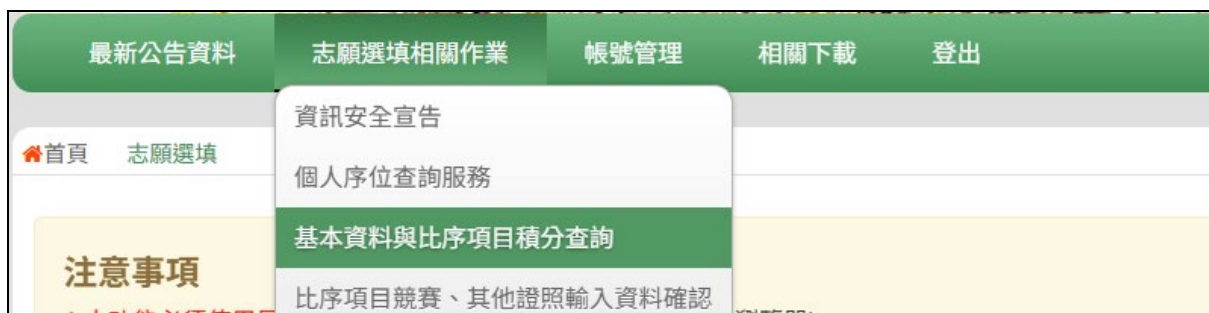 最新公告資料 志願選填相關作業 帳號管理 相關下載 登出
資訊安全宣告
首頁 志願選填
個人序位查詢服務
基本資料與比序項目積分查詢
注意事項
比序項目競賽、其他證照輸入資料確認